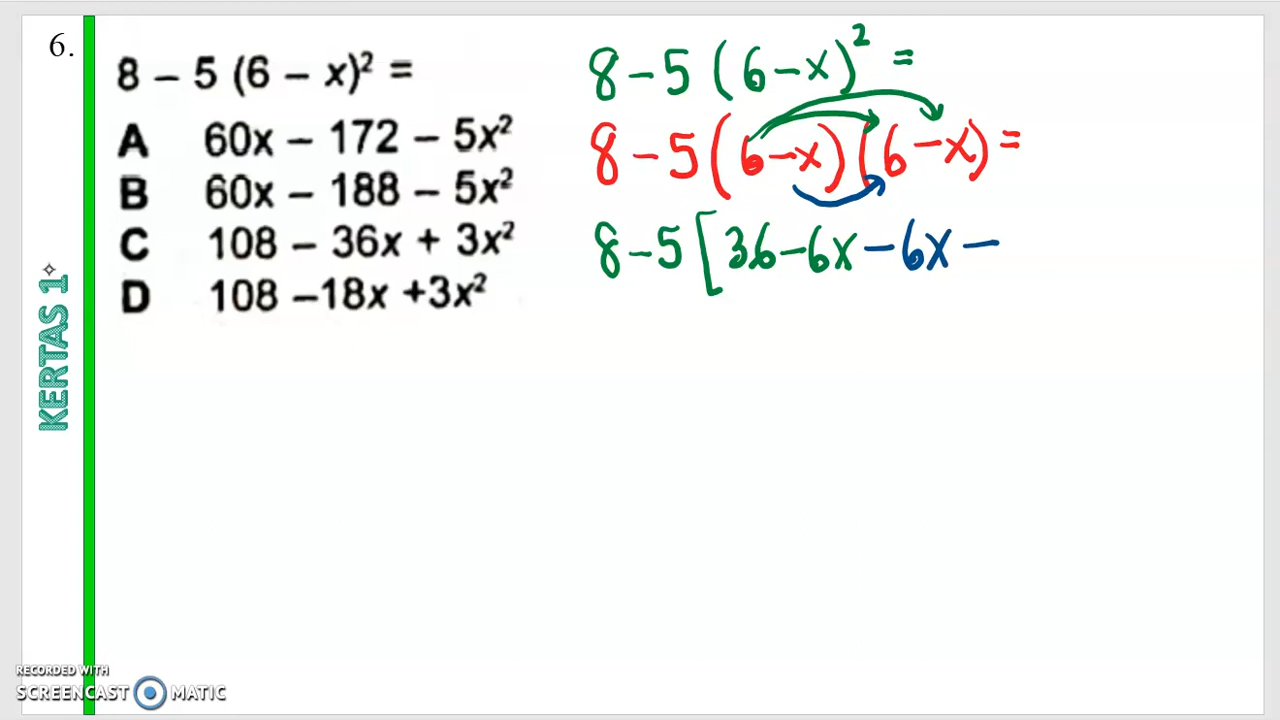 6.
8 – 5 (6 – x)² =
A 60x – 172 – 5x²
B 60x – 188 – 5x²
C 108 – 36x + 3x²
D 108 –18x +3x²
8 – 5 (6 – x)² =
8 – 5 (6 – x) (6 – x) =
8 – 5 [36 – 6x – 6x –
KERTAS 1
RECORDED WITH
SCREENCAST MATIC